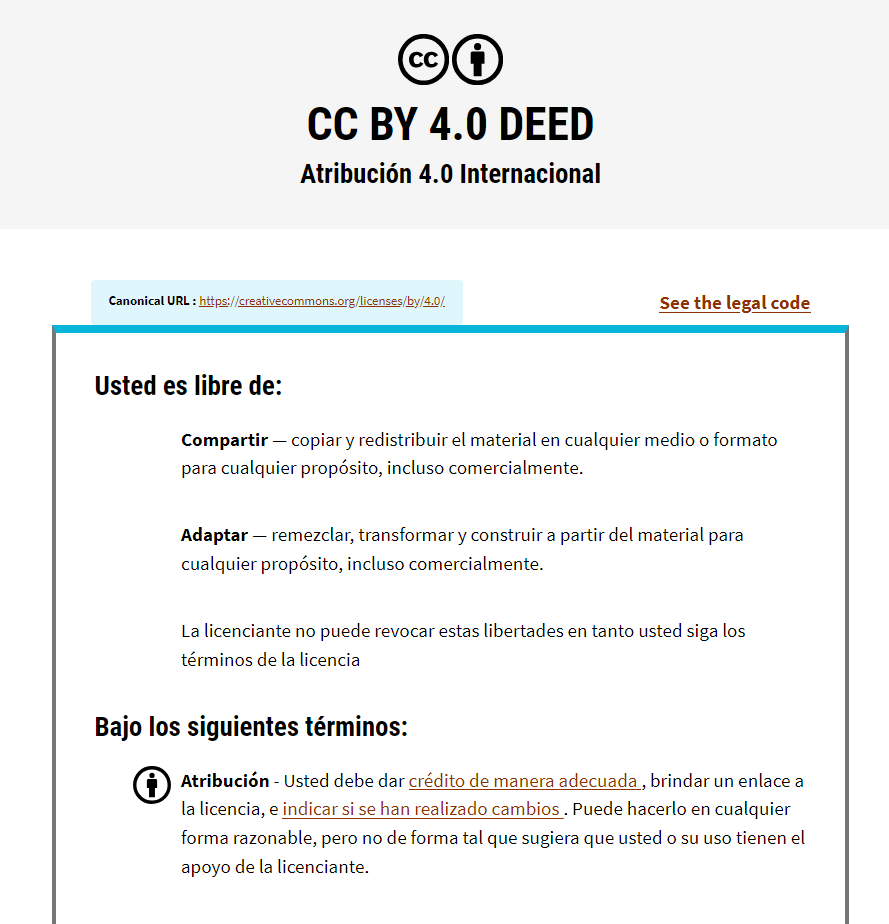 CC
CC BY 4.0 DEED
Atribución 4.0 Internacional
Canonical URL : https://creativecommons.org/licenses/by/4.0/
See the legal code
Usted es libre de:
Compartir — copiar y redistribuir el material en cualquier medio o formato
para cualquier propósito, incluso comercialmente.
Adaptar — remezclar, transformar y construir a partir del material para
cualquier propósito, incluso comercialmente.
La licenciante no puede revocar estas libertades en tanto usted siga los
términos de la licencia
Bajo los siguientes términos:
Atribución - Usted debe dar crédito de manera adecuada , brindar un enlace a
la licencia, e indicar si se han realizado cambios . Puede hacerlo en cualquier
forma razonable, pero no de forma tal que sugiera que usted o su uso tienen el
apoyo de la licenciante.